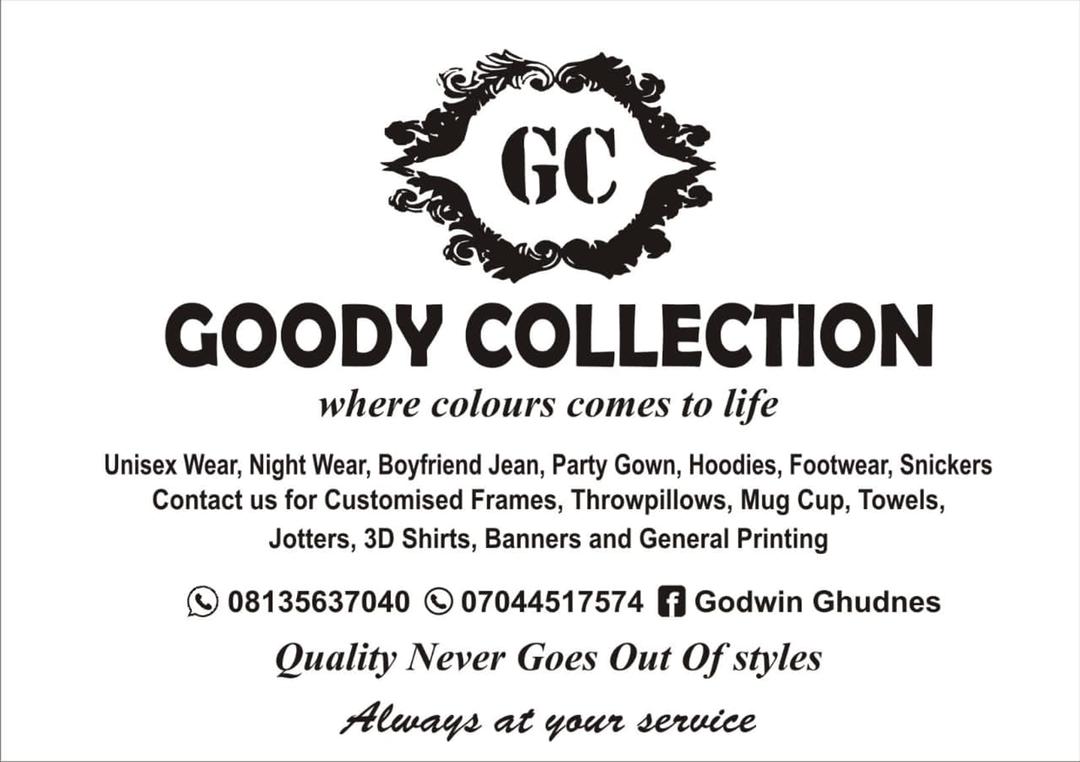 GC
GOODY COLLECTION
where colours comes to life
Unisex Wear, Night Wear, Boyfriend Jean, Party Gown, Hoodies, Footwear, Snickers
Contact us for Customised Frames, Throwpillows, Mug Cup, Towels,
Jotters, 3D Shirts, Banners and General Printing
08135637040 07044517574 f Godwin Ghudnes
Quality Never Goes Out Of styles
Always at your service